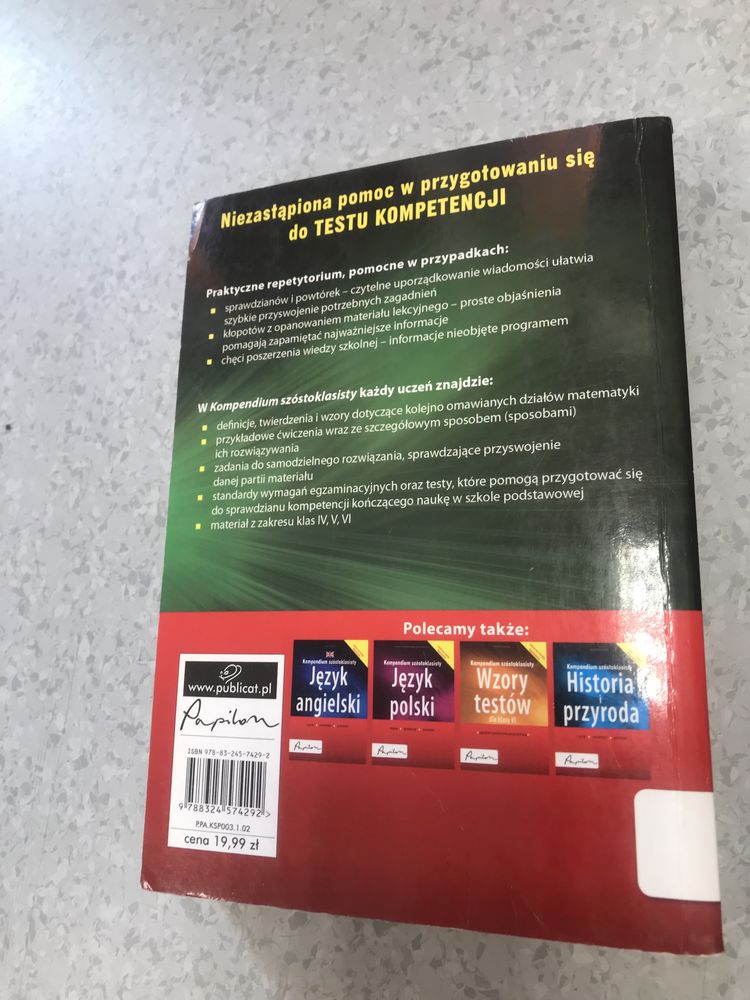 Niezastąpiona pomoc w przygotowaniu się
do TESTU KOMPETENCJI
Praktyczne repetytorium, pomocne w przypadkach:
▪ sprawdzianów i powtórek – czytelne uporządkowanie wiadomości ułatwia
szybkie przyswojenie potrzebnych zagadnień
▪ kłopotów z opanowaniem materiału lekcyjnego – proste objaśnienia
pomagają zapamiętać najważniejsze informacje
▪ chęci poszerzenia wiedzy szkolnej – informacje nieobjęte programem
W Kompendium szóstoklasisty każdy uczeń znajdzie:
▪ definicje, twierdzenia i wzory dotyczące kolejno omawianych działów matematyki
▪ przykładowe ćwiczenia wraz ze szczegółowym sposobem (sposobami)
ich rozwiązywania
▪ zadania do samodzielnego rozwiązania, sprawdzające przyswojenie
danej partii materiału
▪ standardy wymagań egzaminacyjnych oraz testy, które pomogą przygotować się
do sprawdzianu kompetencji kończącego naukę w szkole podstawowej
▪ materiał z zakresu klas IV, V, VI
Polecamy także:
Kompendium szóstoklasisty
Język
angielski
Papilon
Kompendium szóstoklasisty
Język
polski
Papilon
Kompendium szóstoklasisty
Wzory
testów
dla klasy VI
Papilon
Kompendium szóstoklasisty
Historia
i
przyroda
Papilon
www.publicat.pl
Papilon
ISBN 978-83-245-7429-2
9 788324 574292 >
P.PA.KSP003.1.02
cena 19,99 zł